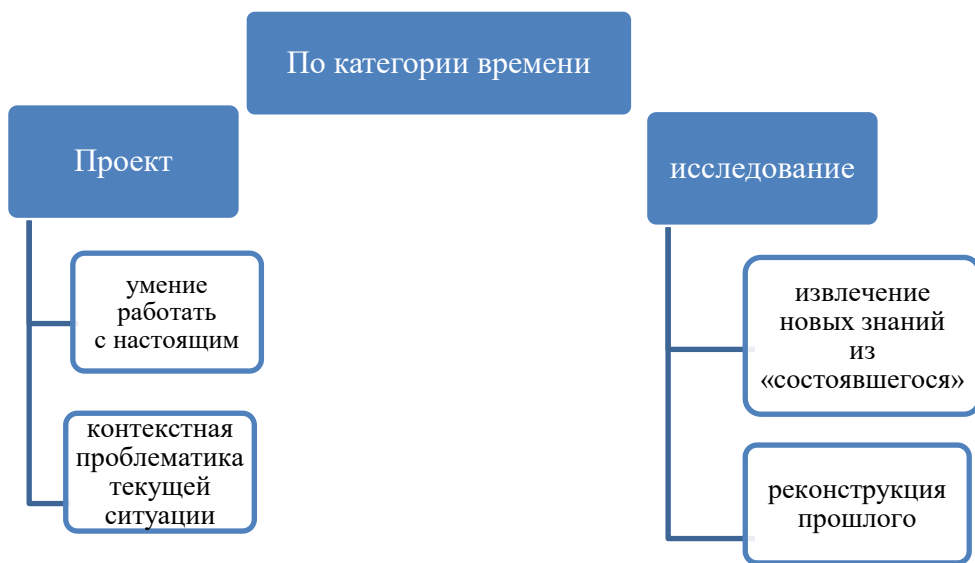 По категории времени
Проект
умение
работать
с настоящим
контекстная
проблематика
текущей
ситуации
исследование
извлечение
новых знаний
из
«состоявшегося»
реконструкция
прошлого